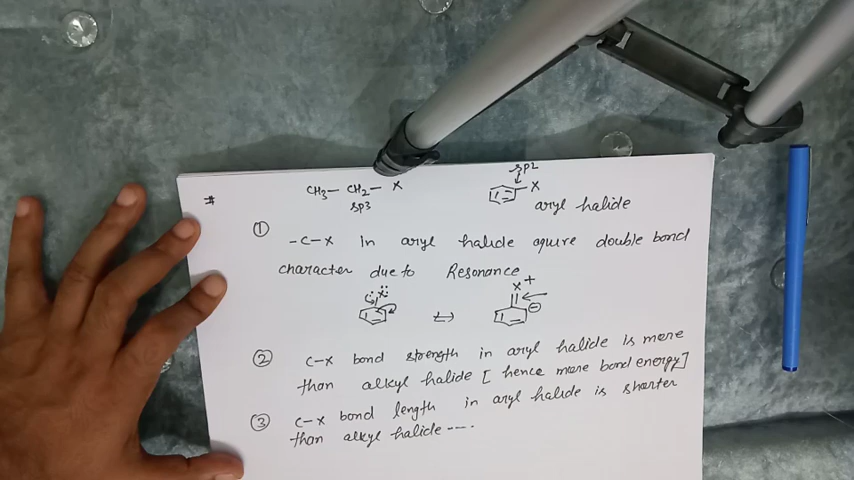 #
CH3 - CH2 - X
sp3
sp2
X
aryl halide
① -C-X in aryl halide aquire double bond
character due to Resonance
X
⇌
X +
⊖
② C-X bond strength in aryl halide is more
than alkyl halide [ hence more bond energy]
③ C-X bond length in aryl halide is shorter
than alkyl halide ----.